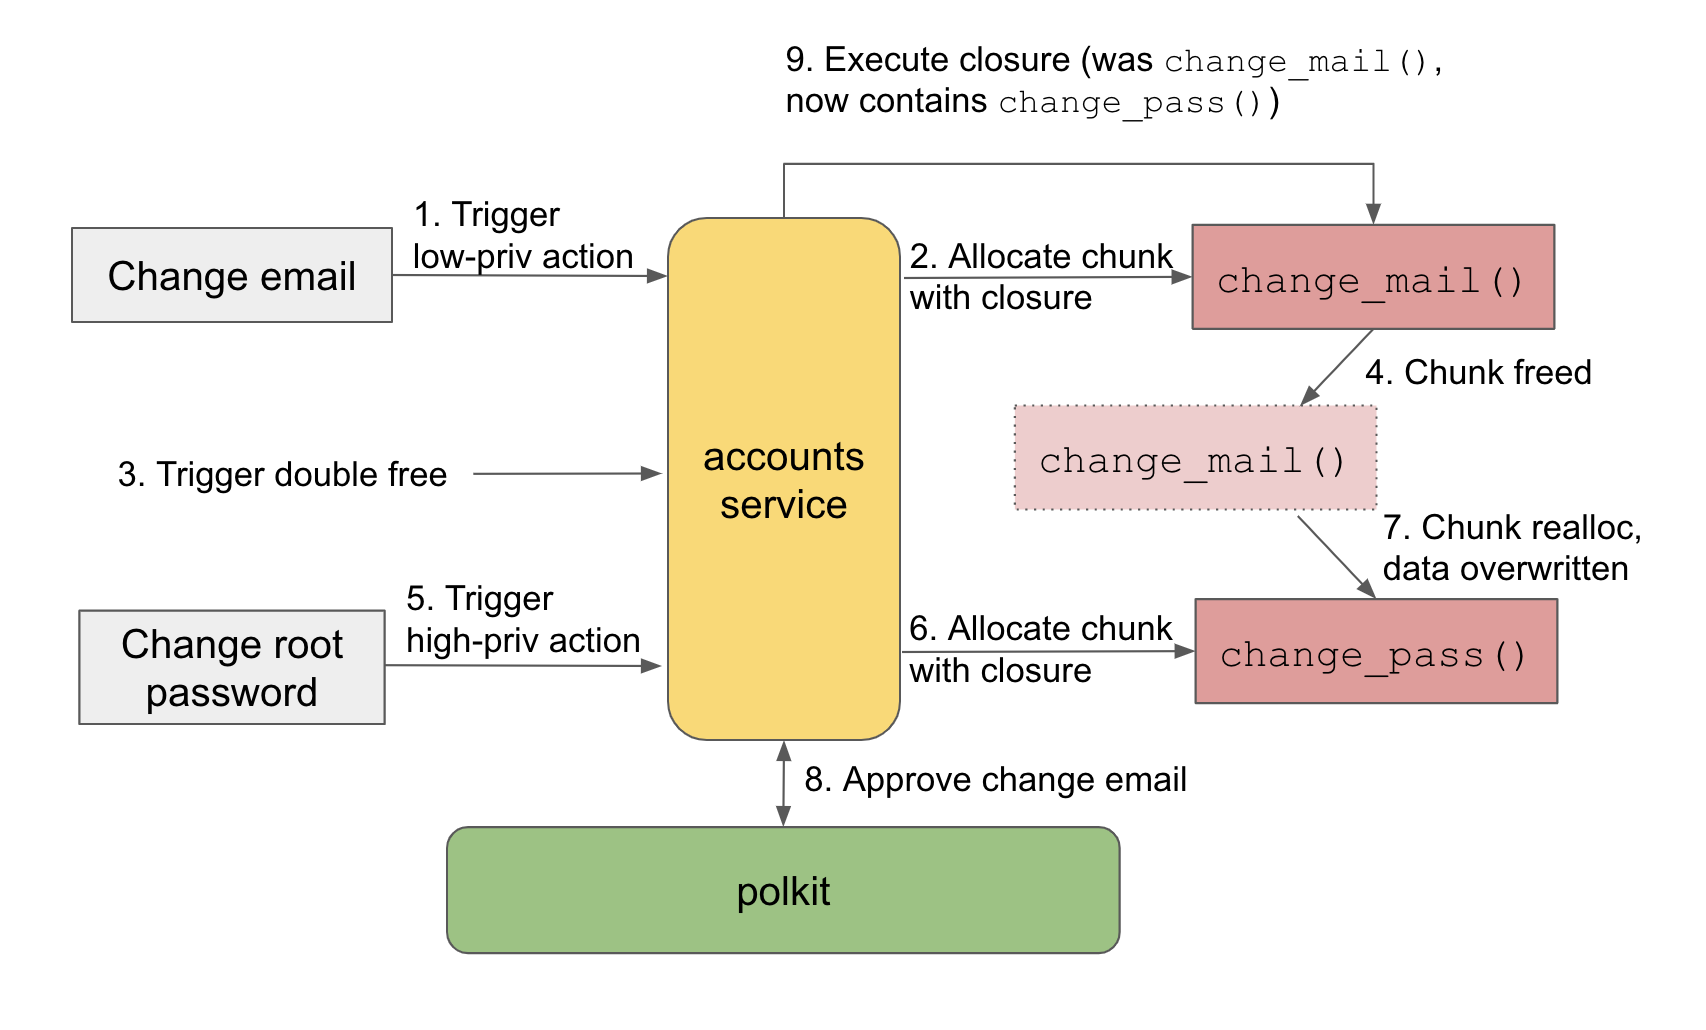 9. Execute closure (was change_mail(),
now contains change_pass())
1. Trigger
low-priv action
Change email
2. Allocate chunk
with closure
change_mail()
4. Chunk freed
change_mail()
3. Trigger double free
accounts
service
7. Chunk realloc,
data overwritten
5. Trigger
high-priv action
Change root
password
6. Allocate chunk
with closure
change_pass()
8. Approve change email
polkit